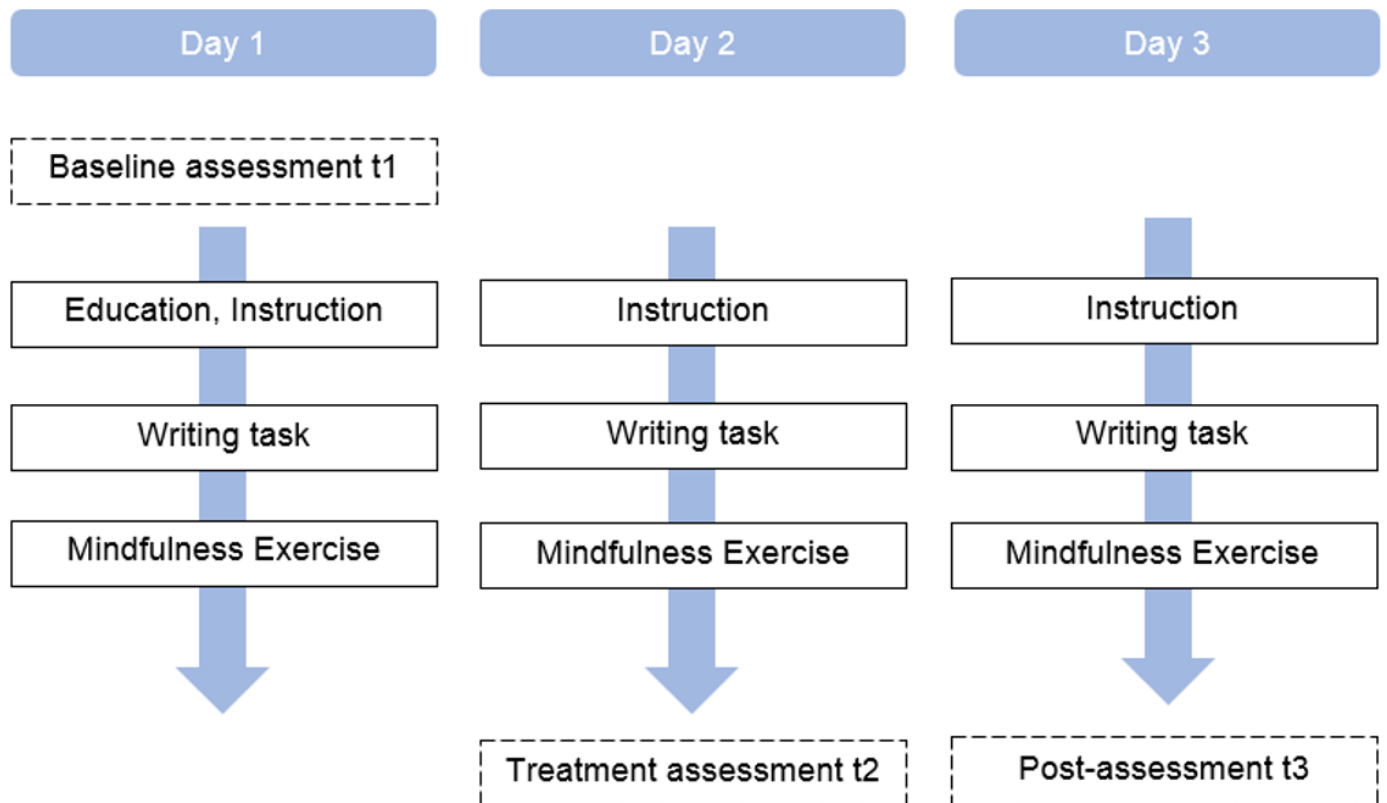 Day 1
Day 2
Day 3
Baseline assessment t1
Education, Instruction
Instruction
Instruction
Writing task
Writing task
Writing task
Mindfulness Exercise
Mindfulness Exercise
Mindfulness Exercise
Treatment assessment t2
Post-assessment t3